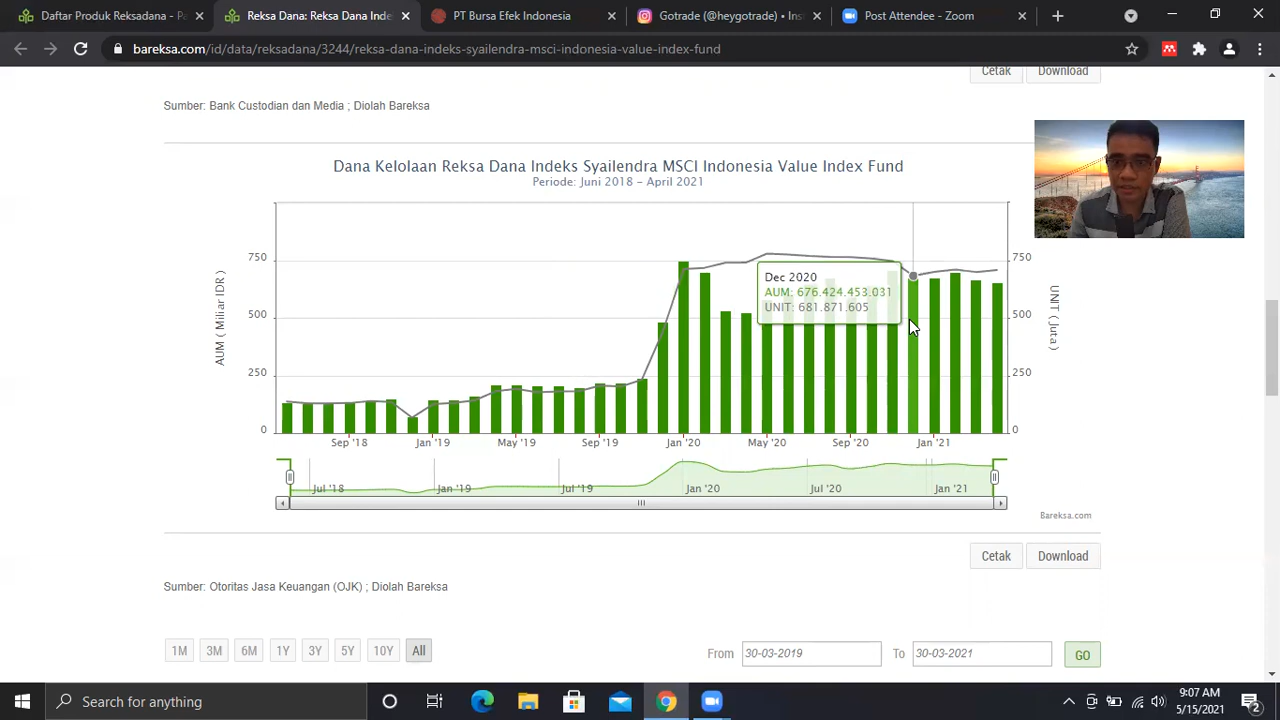 Daftar Produk Reksadana - Pa
Reksa Dana: Reksa Dana Inde
PT Bursa Efek Indonesia
Gotrade (@heygotrade) • Inst
Post Attendee - Zoom
bareksa.com/id/data/reksadana/3244/reksa-dana-indeks-syailendra-msci-indonesia-value-index-fund
Cetak
Download
Sumber: Bank Custodian dan Media ; Diolah Bareksa
Dana Kelolaan Reksa Dana Indeks Syailendra MSCI Indonesia Value Index Fund
Periode: Juni 2018 - April 2021
AUM ( Miliar IDR )
750
500
250
0
Dec 2020
AUM: 676.424.453.031
UNIT: 681.871.605
750
500
250
0
UNIT ( Juta )
Sep '18
Jan '19
May '19
Sep '19
Jan '20
May '20
Sep '20
Jan '21
Jul '18
Jan '19
Jul '19
Jan '20
Jul '20
Jan '21
Bareksa.com
Cetak
Download
Sumber: Otoritas Jasa Keuangan (OJK) ; Diolah Bareksa
1M
3M
6M
1Y
3Y
5Y
10Y
All
From
30-03-2019
To
30-03-2021
GO
Search for anything
9:07 AM
5/15/2021
2